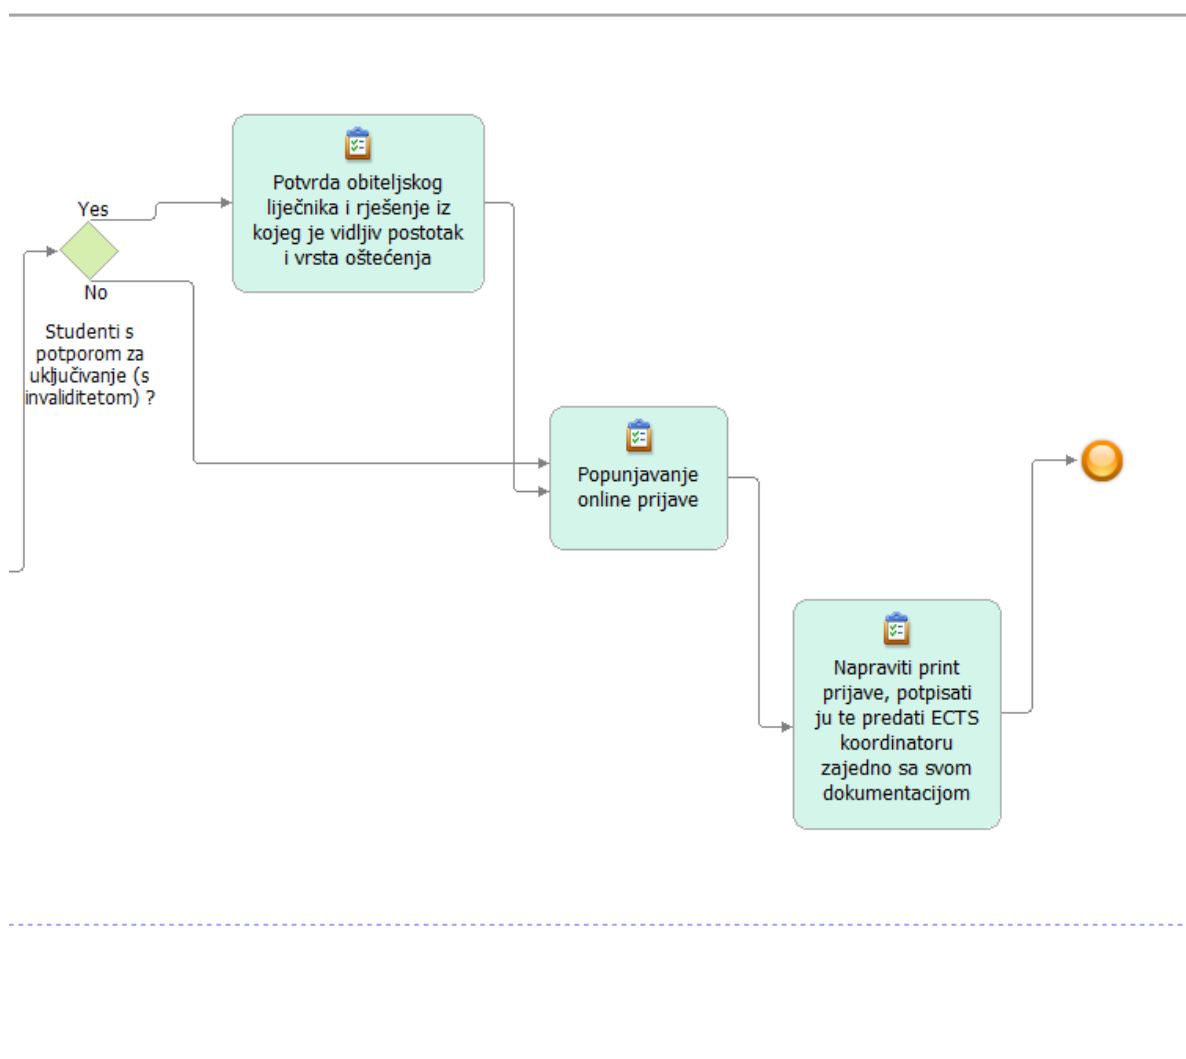 Yes
No
Studenti s
potporom za
uključivanje (s
invaliditetom) ?
Potvrda obiteljskog
liječnika i rješenje iz
kojeg je vidljiv postotak
i vrsta oštećenja
Popunjavanje
online prijave
Napraviti print
prijave, potpisati
ju te predati ECTS
koordinatoru
zajedno sa svom
dokumentacijom